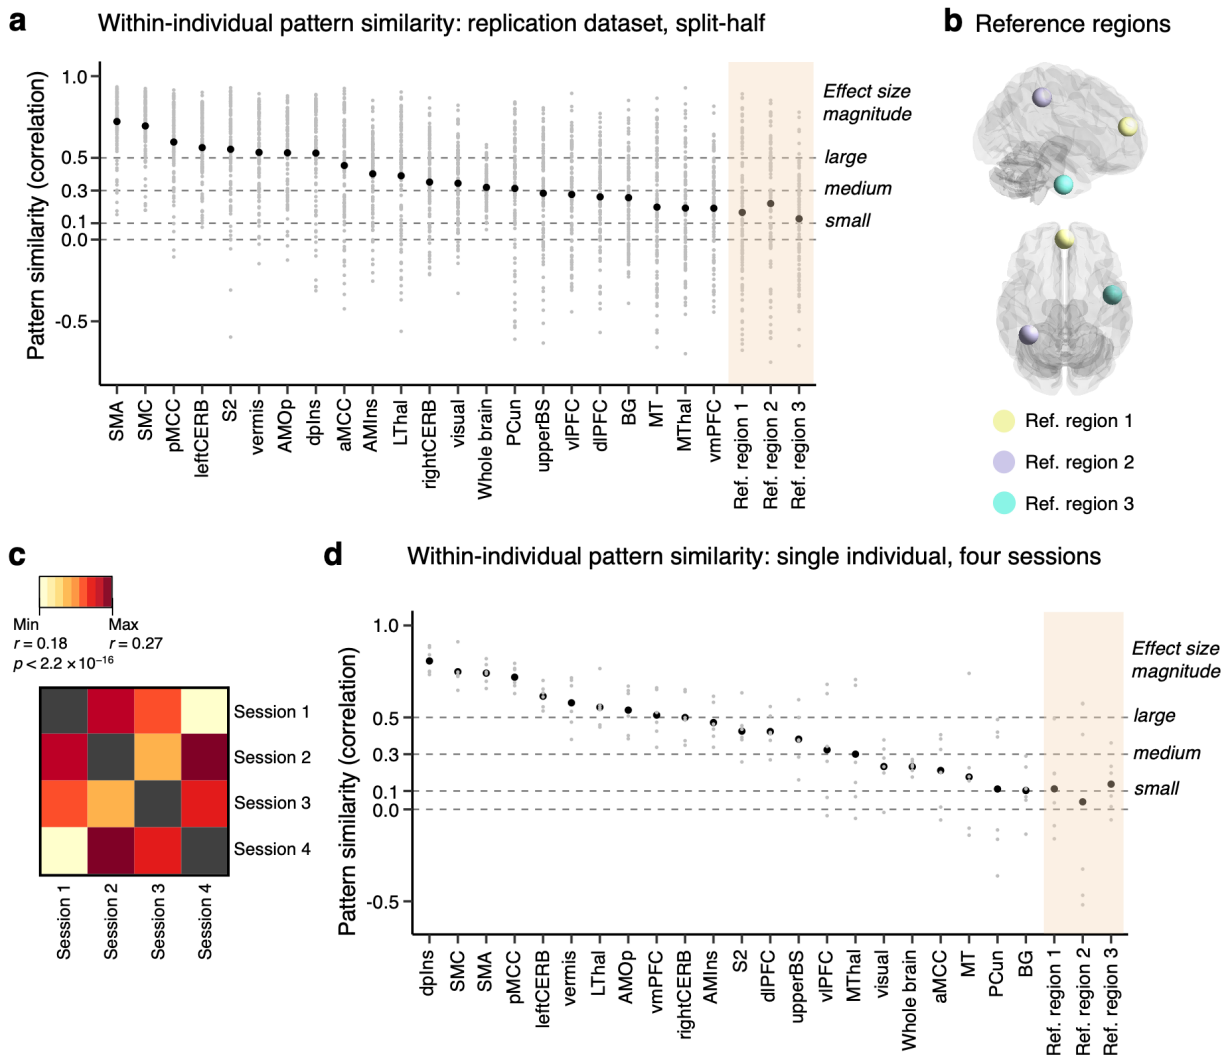 a Within-individual pattern similarity: replication dataset, split-half
Pattern similarity (correlation)
1.0
0.5
0.3
0.1
0.0
-0.5
Effect size
magnitude
large
medium
small
SMA
SMC
pMCC
leftCERB
S2
vermis
AMOp
dpIns
aMCC
AMIns
LThal
rightCERB
visual
Whole brain
PCun
upperBS
vlPFC
dlPFC
BG
MT
MThal
vmPFC
Ref. region 1
Ref. region 2
Ref. region 3
b Reference regions
Ref. region 1
Ref. region 2
Ref. region 3
c
Min Max
r = 0.18 r = 0.27
p < 2.2 × 10⁻¹⁶
Session 1
Session 2
Session 3
Session 4
Session 1
Session 2
Session 3
Session 4
d Within-individual pattern similarity: single individual, four sessions
Pattern similarity (correlation)
1.0
0.5
0.3
0.1
0.0
-0.5
Effect size
magnitude
large
medium
small
dpIns
SMC
SMA
pMCC
leftCERB
vermis
LThal
AMOp
vmPFC
rightCERB
AMIns
S2
dlPFC
upperBS
vlPFC
MThal
visual
Whole brain
aMCC
MT
PCun
BG
Ref. region 1
Ref. region 2
Ref. region 3